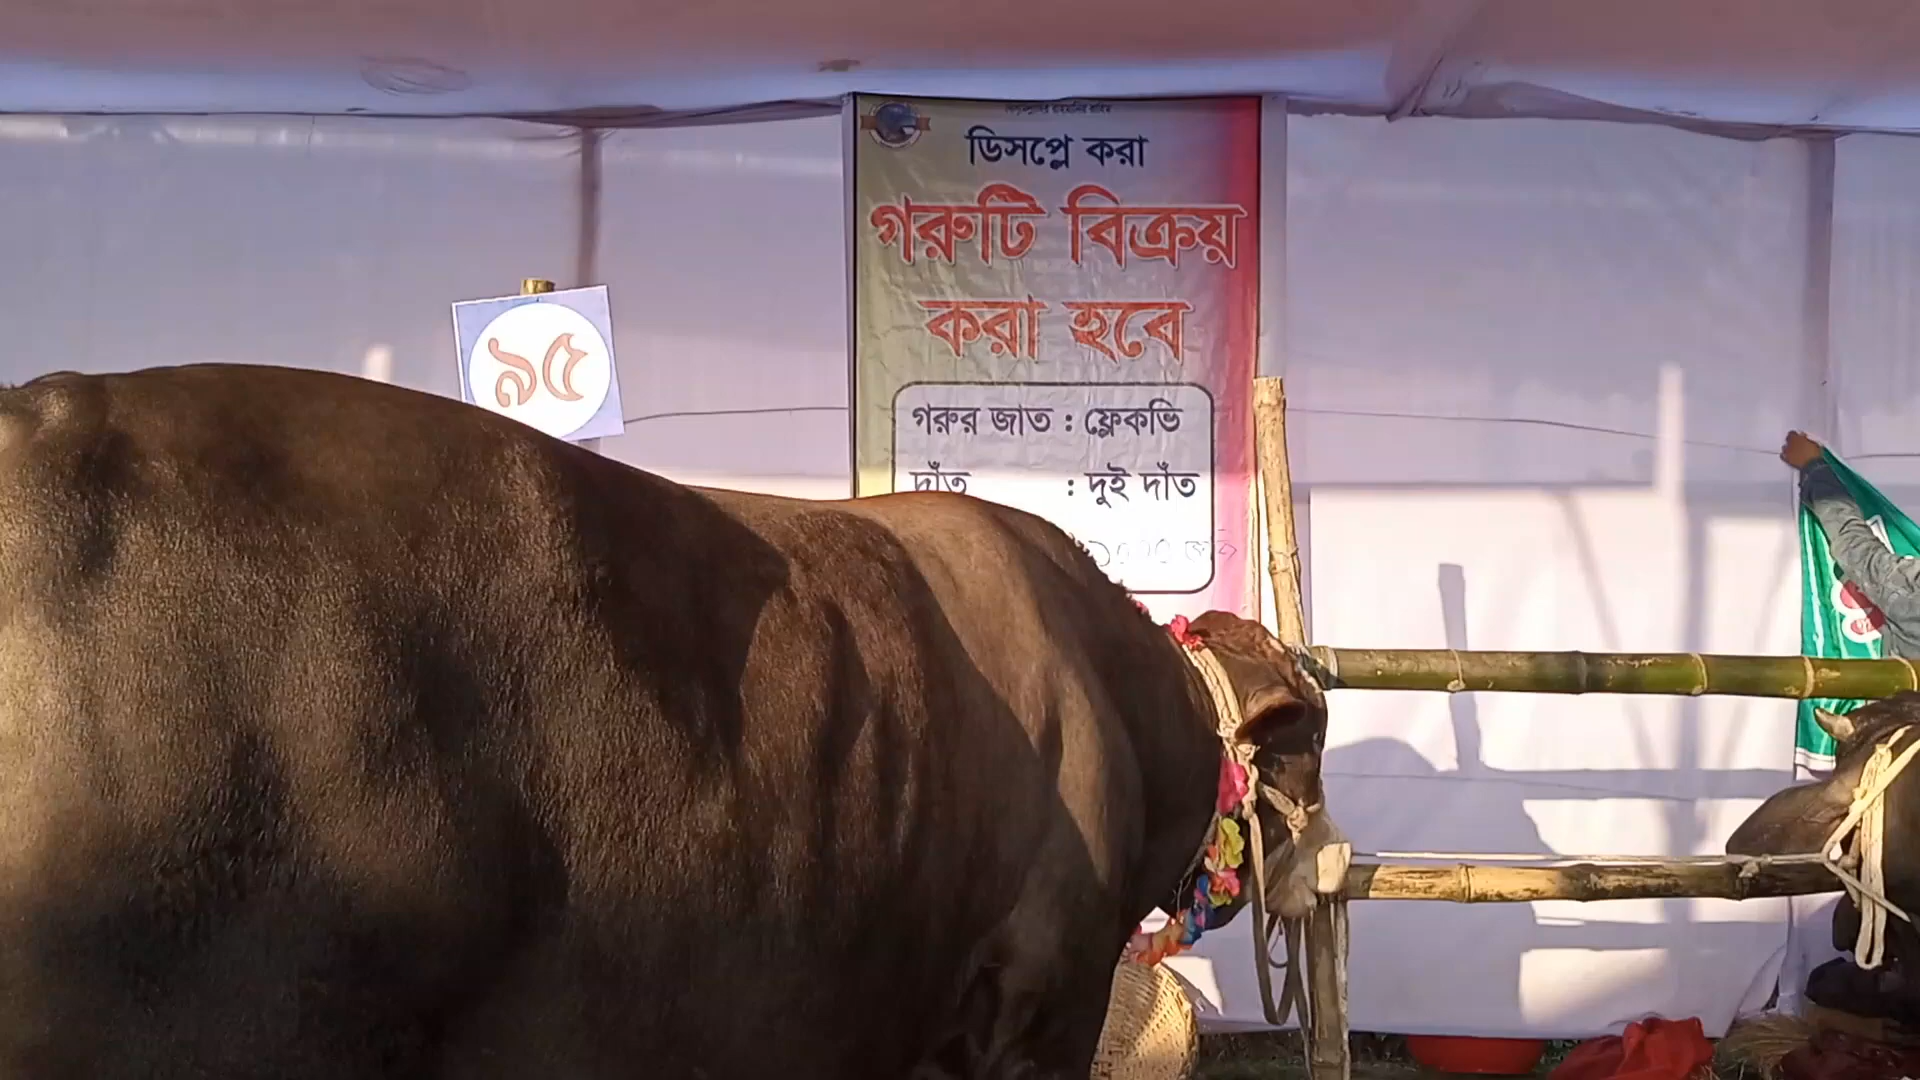 ডিসপ্লে করা
গরুটি বিক্রয়
করা হবে
৯৫
গরুর জাত : ফ্লেকভি
দাঁত : দুই দাঁত